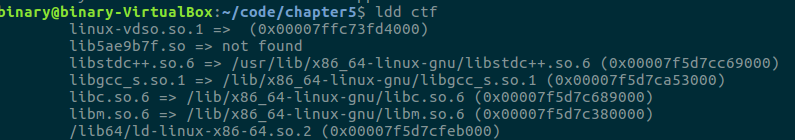 binary@binary-VirtualBox:~/code/chapter5$ ldd ctf
linux-vdso.so.1 =>  (0x00007ffc73fd4000)
lib5ae9b7f.so => not found
libstdc++.so.6 => /usr/lib/x86_64-linux-gnu/libstdc++.so.6 (0x00007f5d7cc69000)
libgcc_s.so.1 => /lib/x86_64-linux-gnu/libgcc_s.so.1 (0x00007f5d7ca53000)
libc.so.6 => /lib/x86_64-linux-gnu/libc.so.6 (0x00007f5d7c689000)
libm.so.6 => /lib/x86_64-linux-gnu/libm.so.6 (0x00007f5d7c380000)
/lib64/ld-linux-x86-64.so.2 (0x00007f5d7cfeb000)